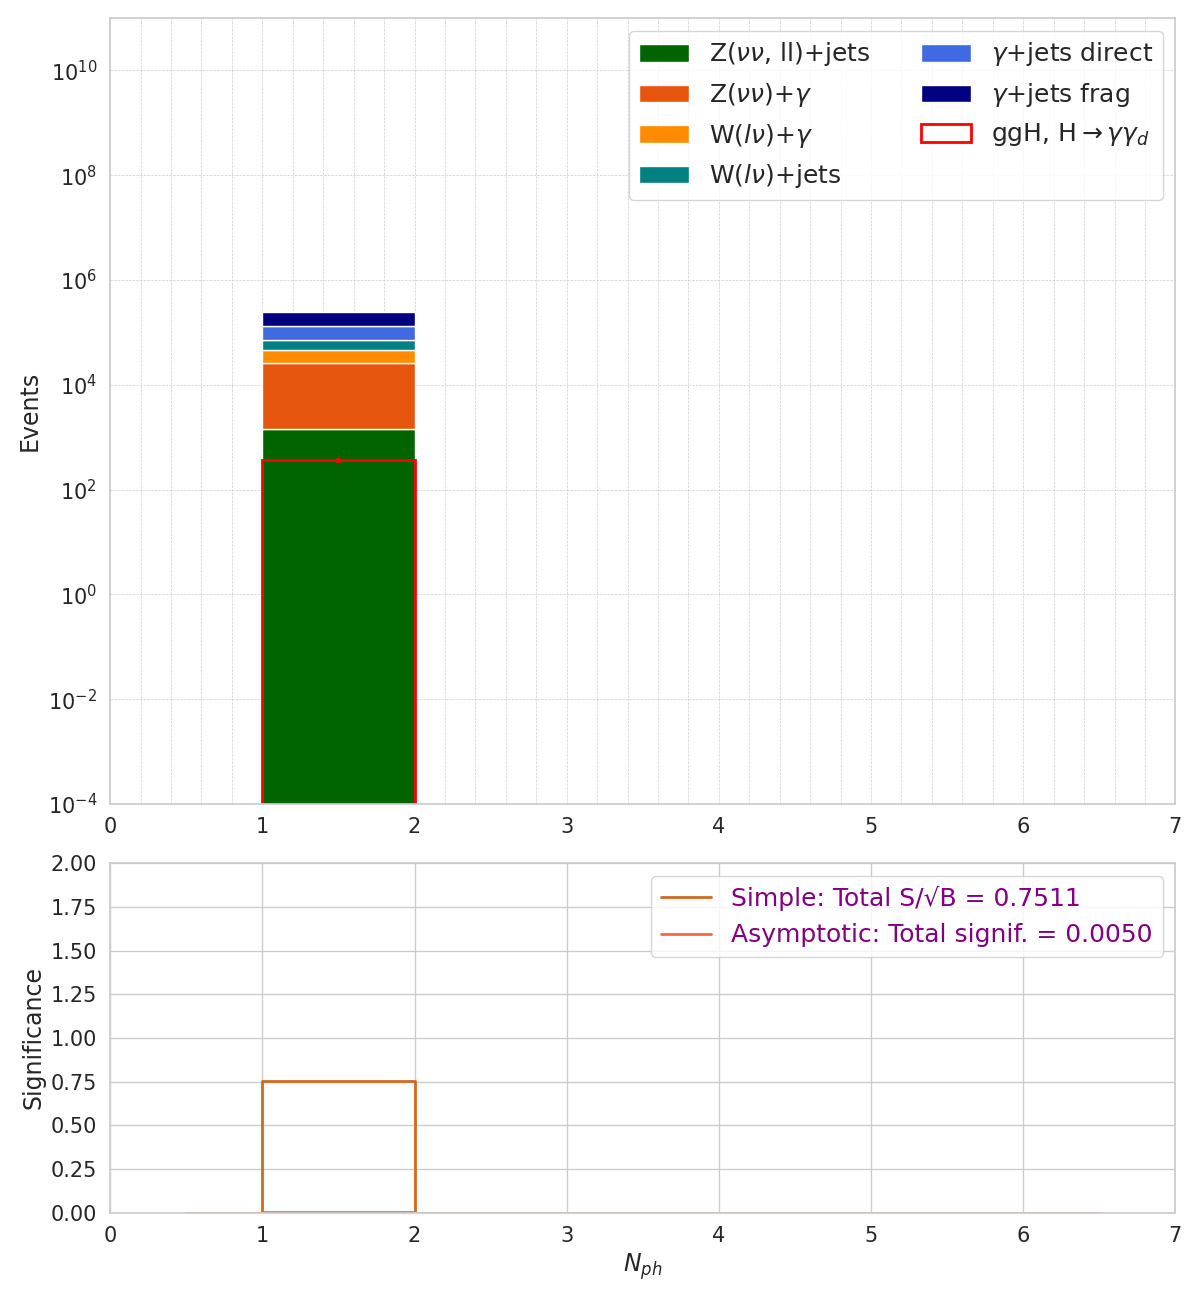 Z(νν, ll)+jets
Z(νν)+γ
W(lν)+γ
W(lν)+jets
γ+jets direct
γ+jets frag
ggH, H→γγ_d
10^10
10^8
10^6
10^4
10^2
10^0
10^−2
10^−4
Events
0 1 2 3 4 5 6 7
Simple: Total S/√B = 0.7511
Asymptotic: Total signif. = 0.0050
2.00
1.75
1.50
1.25
1.00
0.75
0.50
0.25
0.00
Significance
0 1 2 3 4 5 6 7
N_ph